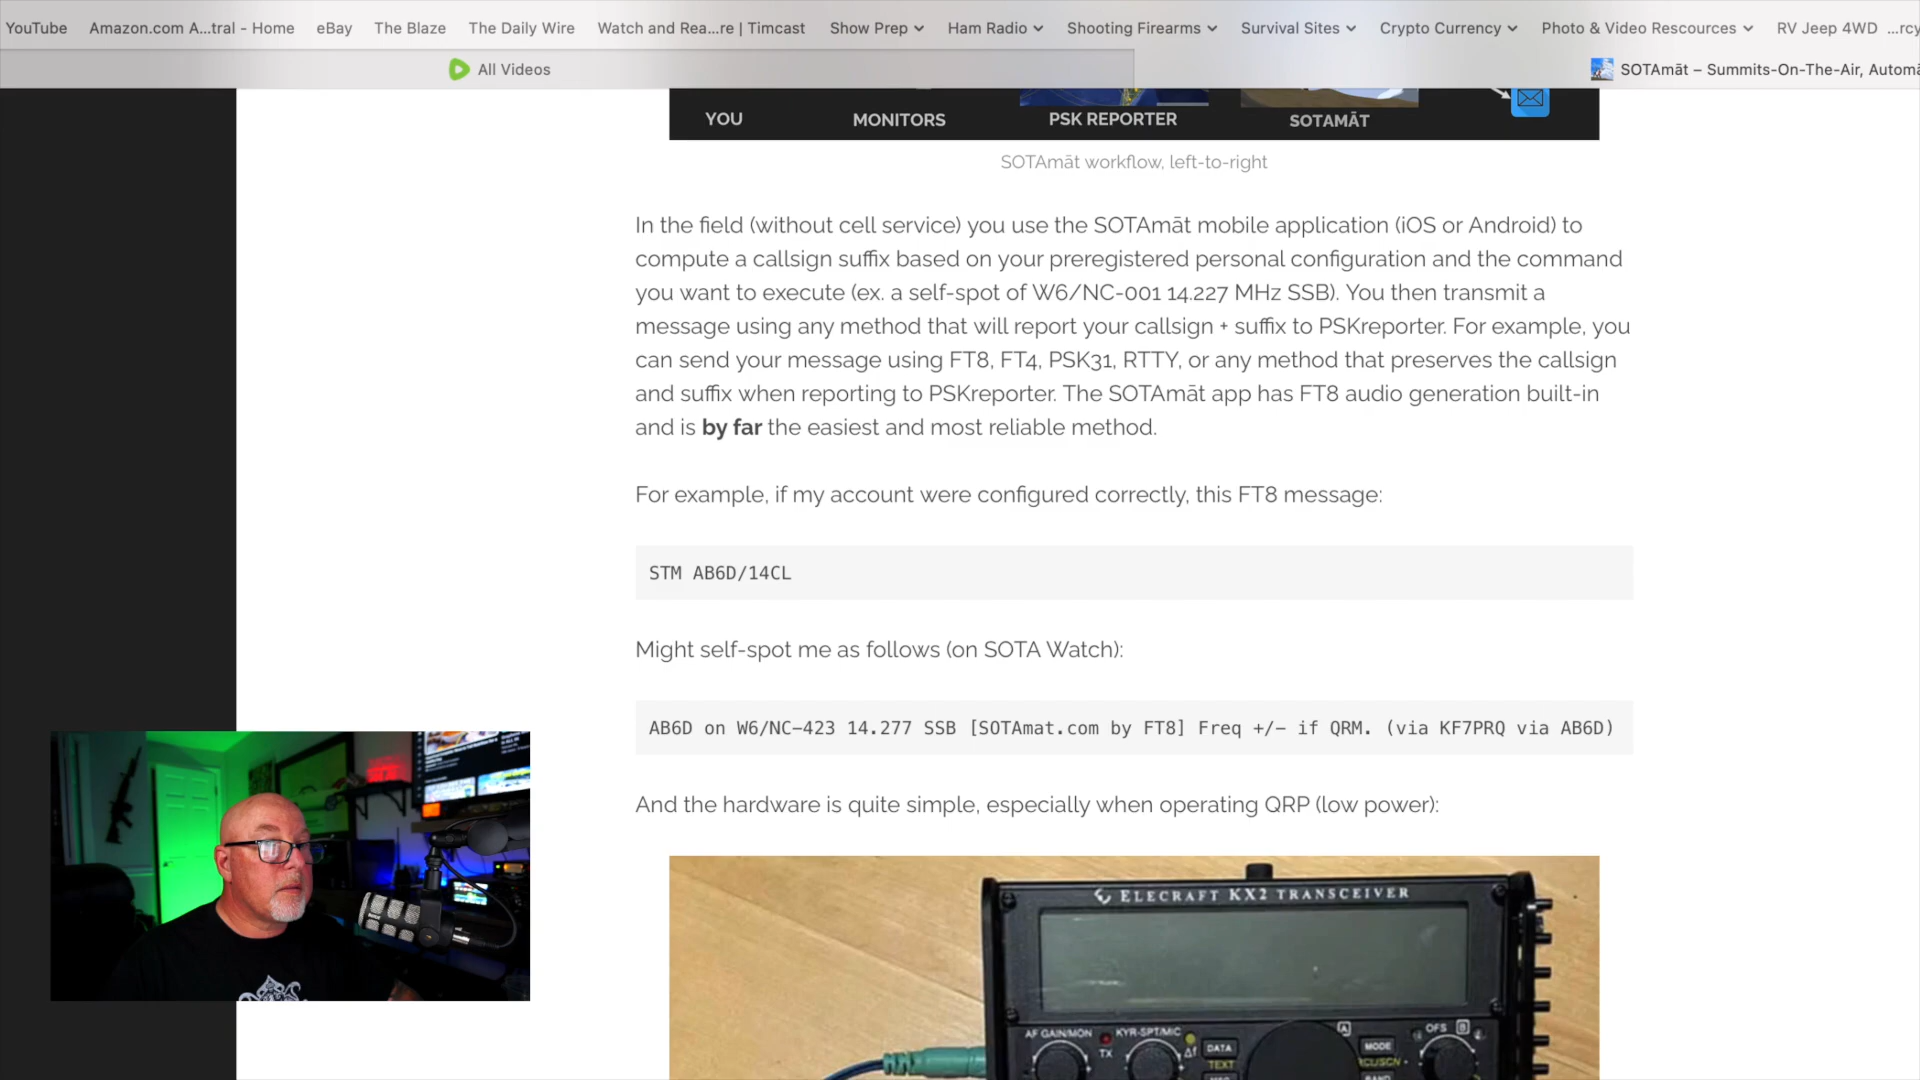 YouTube Amazon.com A...tral - Home eBay The Blaze The Daily Wire Watch and Rea...re | Timcast Show Prep Ham Radio Shooting Firearms Survival Sites Crypto Currency Photo & Video Rescources RV Jeep 4WD ...rcy
All Videos SOTAmāt – Summits-On-The-Air, Automa
YOU MONITORS PSK REPORTER SOTAMĀT
SOTAmāt workflow, left-to-right
In the field (without cell service) you use the SOTAmāt mobile application (iOS or Android) to
compute a callsign suffix based on your preregistered personal configuration and the command
you want to execute (ex. a self-spot of W6/NC-001 14.227 MHz SSB). You then transmit a
message using any method that will report your callsign + suffix to PSKreporter. For example, you
can send your message using FT8, FT4, PSK31, RTTY, or any method that preserves the callsign
and suffix when reporting to PSKreporter. The SOTAmāt app has FT8 audio generation built-in
and is by far the easiest and most reliable method.
For example, if my account were configured correctly, this FT8 message:
STM AB6D/14CL
Might self-spot me as follows (on SOTA Watch):
AB6D on W6/NC-423 14.277 SSB [SOTAmat.com by FT8] Freq +/- if QRM. (via KF7PRQ via AB6D)
And the hardware is quite simple, especially when operating QRP (low power):
ELECRAFT KX2 TRANSCEIVER
AF GAIN/MON KYR-SPT/MIC A OFS B
TX Δf DATA MODE
TEXT